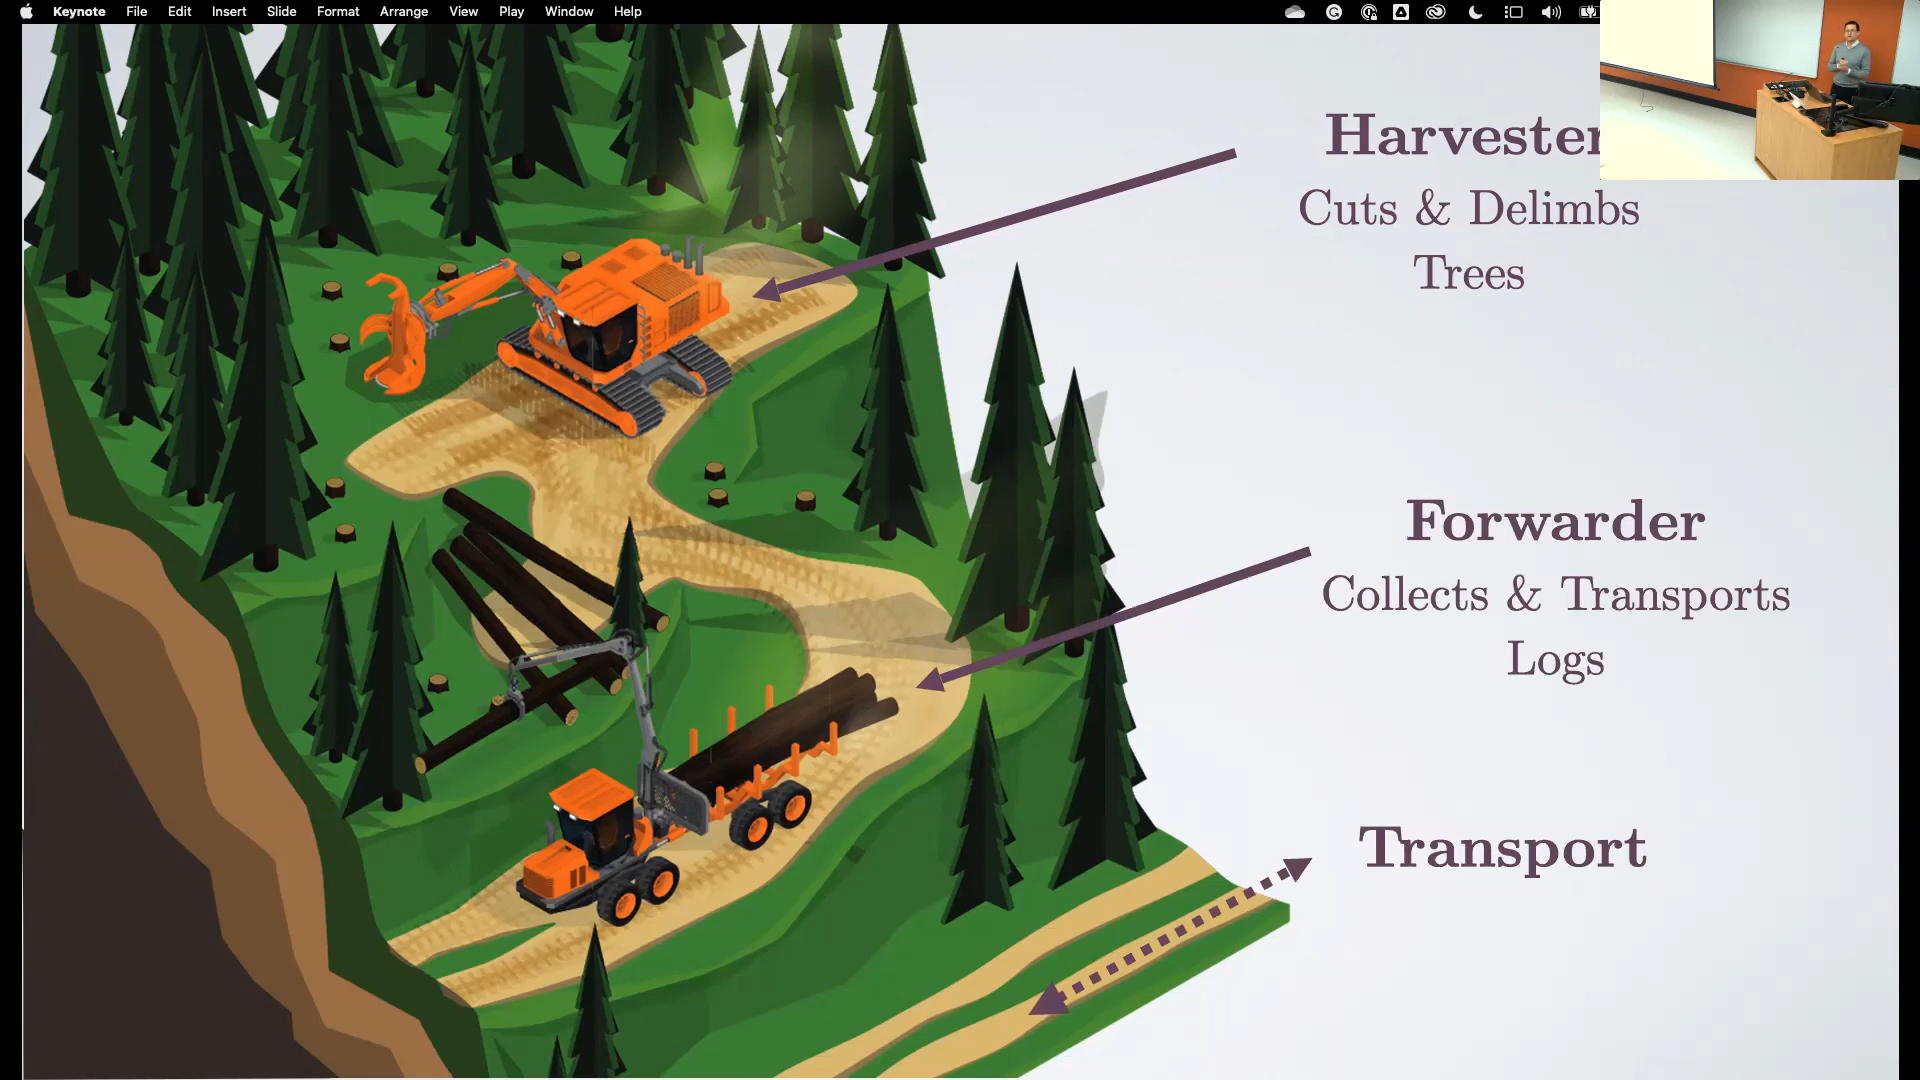 Keynote File Edit Insert Slide Format Arrange View Play Window Help
Harvester
Cuts & Delimbs
Trees
Forwarder
Collects & Transports
Logs
Transport